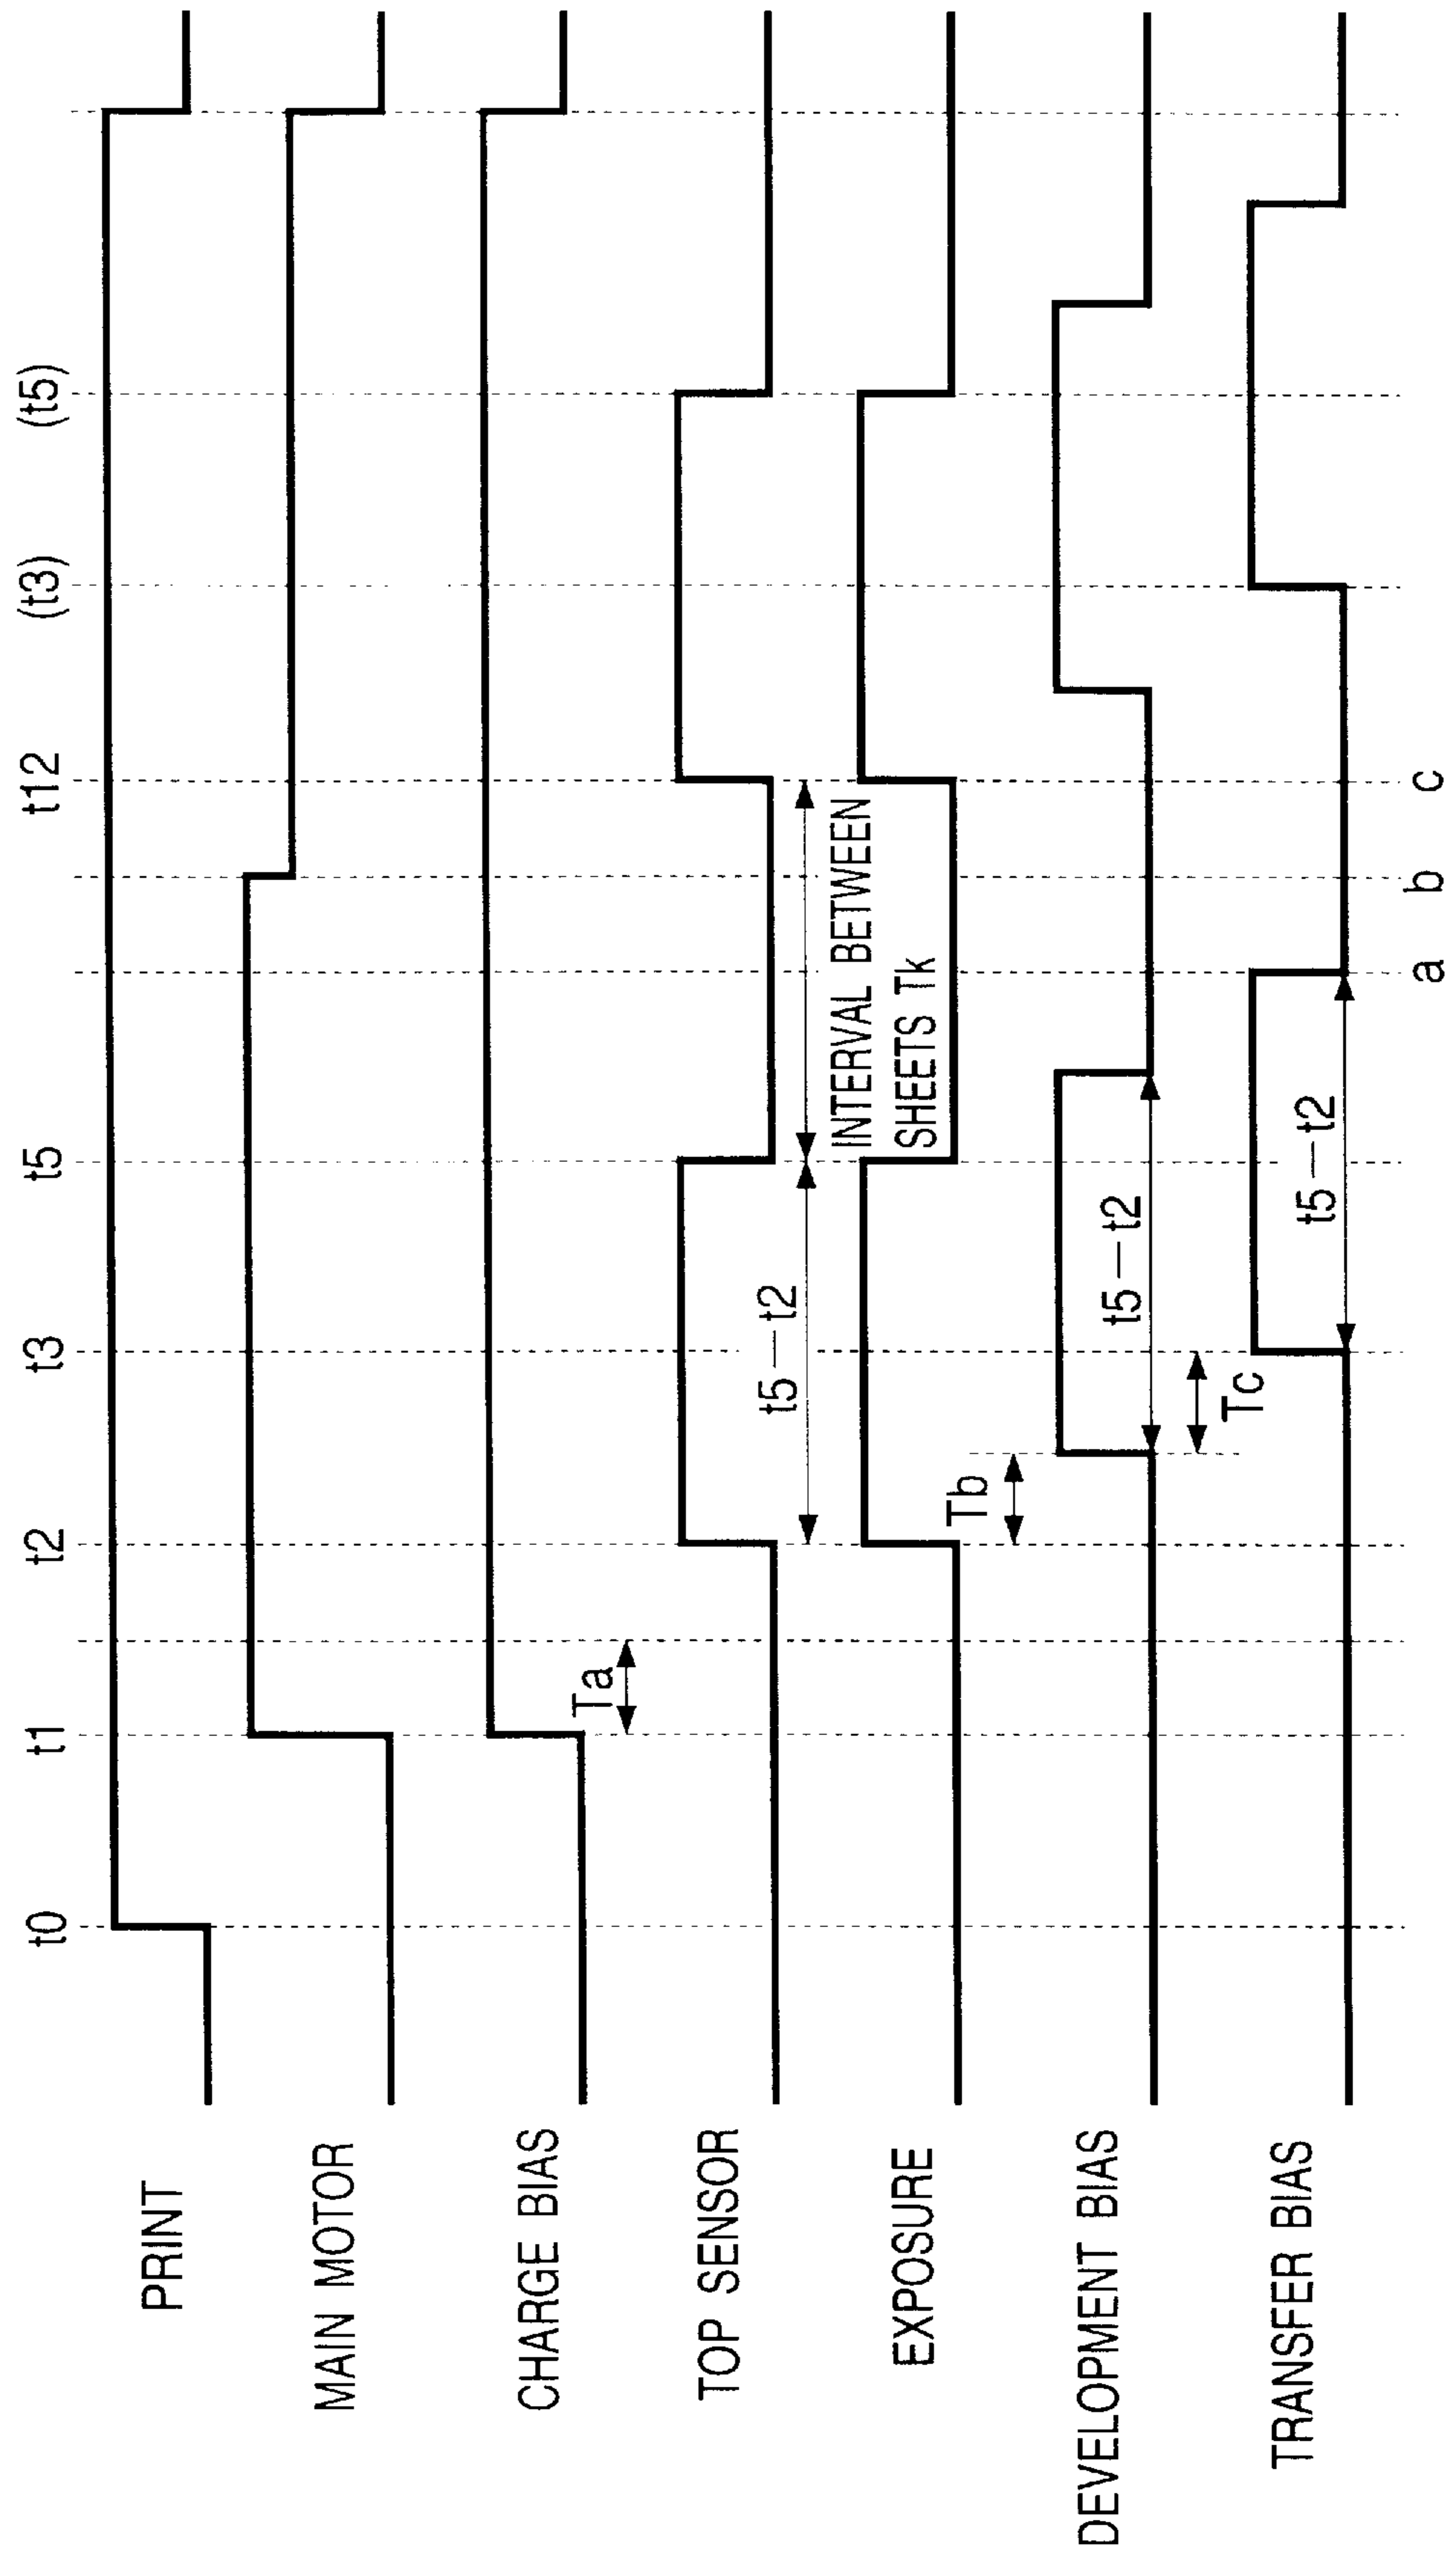 t0
t1
t2
t3
t5
t12
(t3)
(t5)
PRINT
MAIN MOTOR
CHARGE BIAS
Ta
TOP SENSOR
t5—t2
INTERVAL BETWEEN
SHEETS Tk
EXPOSURE
Tb
DEVELOPMENT BIAS
t5—t2
Tc
TRANSFER BIAS
t5—t2
a
b
c